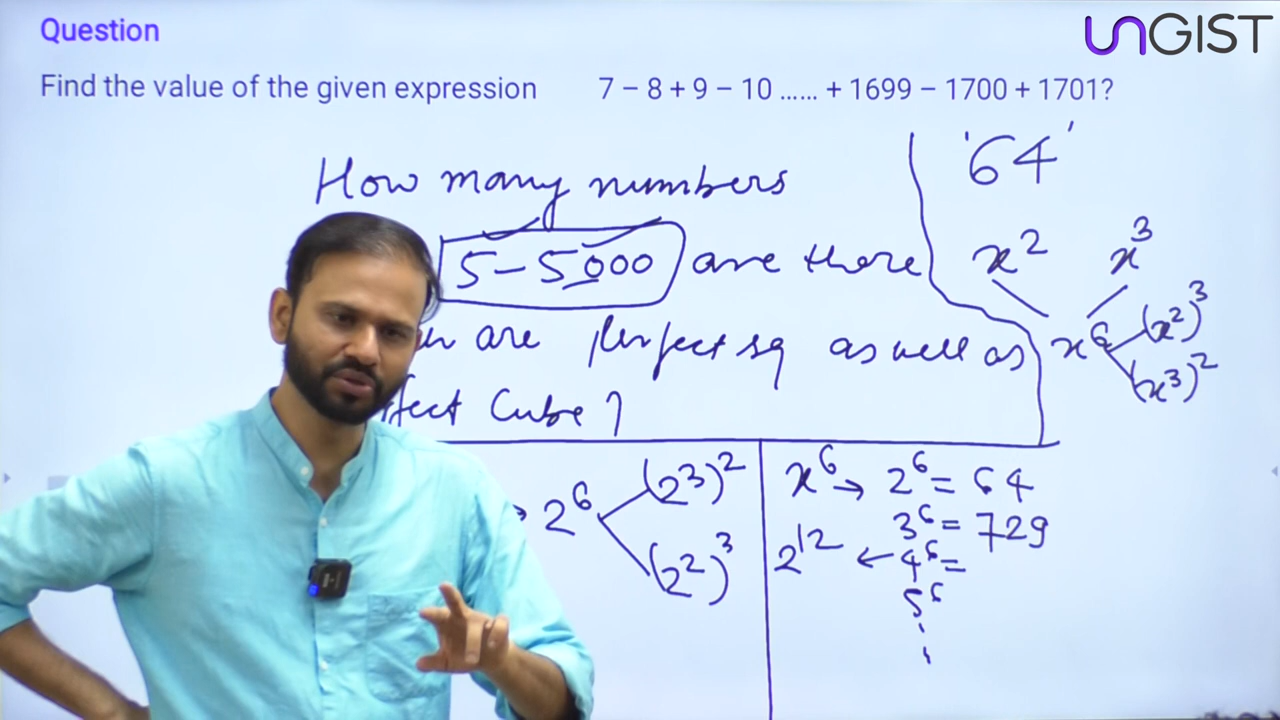 Question
UNGIST
Find the value of the given expression 7 – 8 + 9 – 10 ...... + 1699 – 1700 + 1701?
'64'
How many numbers
5–5000 are there
x² x³
are perfect sq as well as
x⁶ (x²)³
(x³)²
Cube?
2⁶ (2³)²
(2²)³
x⁶ → 2⁶ = 64
3⁶ = 729
2¹² ← 4⁶ =
5⁶